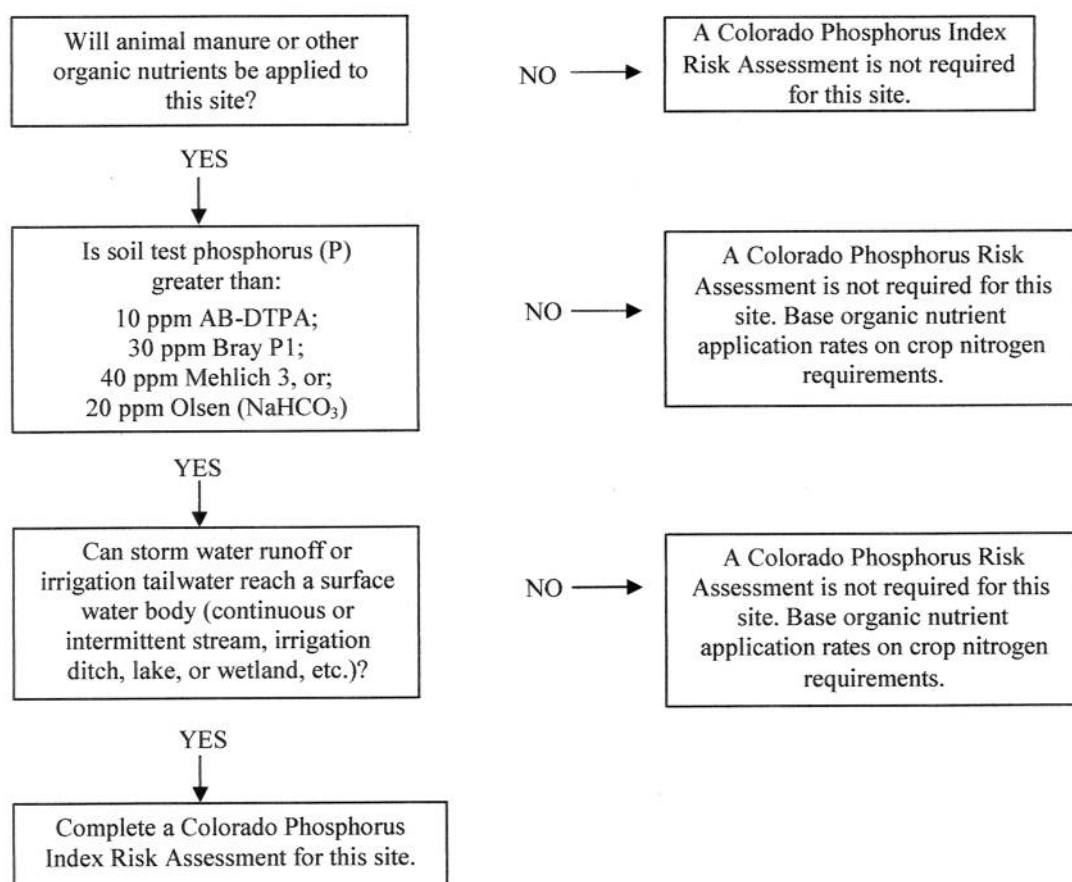 Will animal manure or other
organic nutrients be applied to
this site?
NO
A Colorado Phosphorus Index
Risk Assessment is not required
for this site.
YES
Is soil test phosphorus (P)
greater than:
10 ppm AB-DTPA;
30 ppm Bray P1;
40 ppm Mehlich 3, or;
20 ppm Olsen (NaHCO₃)
NO
A Colorado Phosphorus Risk
Assessment is not required for this
site. Base organic nutrient
application rates on crop nitrogen
requirements.
YES
Can storm water runoff or
irrigation tailwater reach a surface
water body (continuous or
intermittent stream, irrigation
ditch, lake, or wetland, etc.)?
NO
A Colorado Phosphorus Risk
Assessment is not required for this
site. Base organic nutrient
application rates on crop nitrogen
requirements.
YES
Complete a Colorado Phosphorus
Index Risk Assessment for this site.